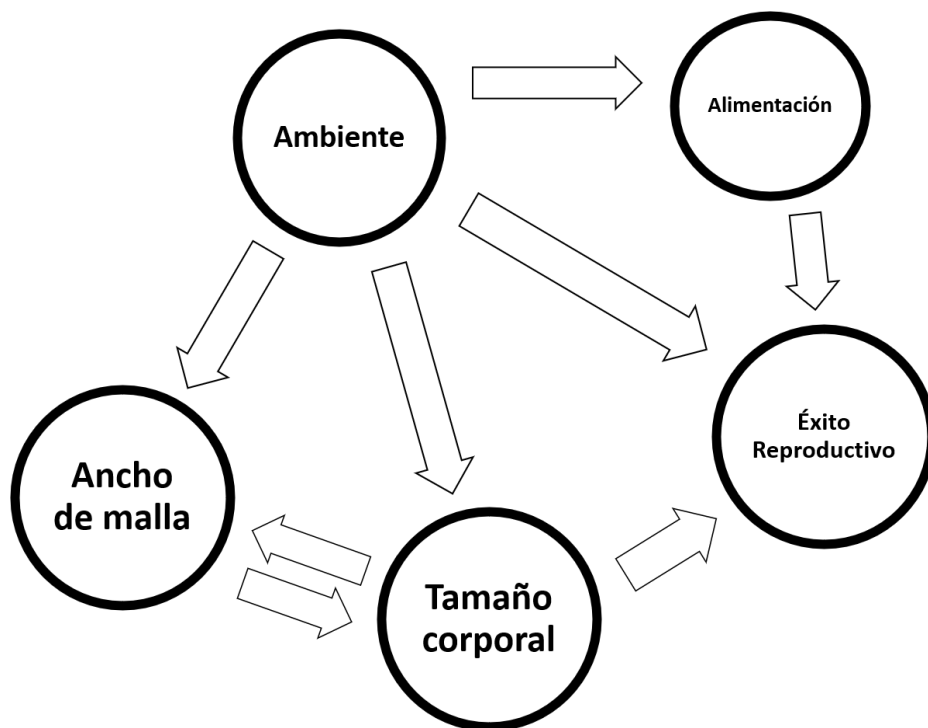 Ambiente
Alimentación
Éxito
Reproductivo
Ancho
de malla
Tamaño
corporal